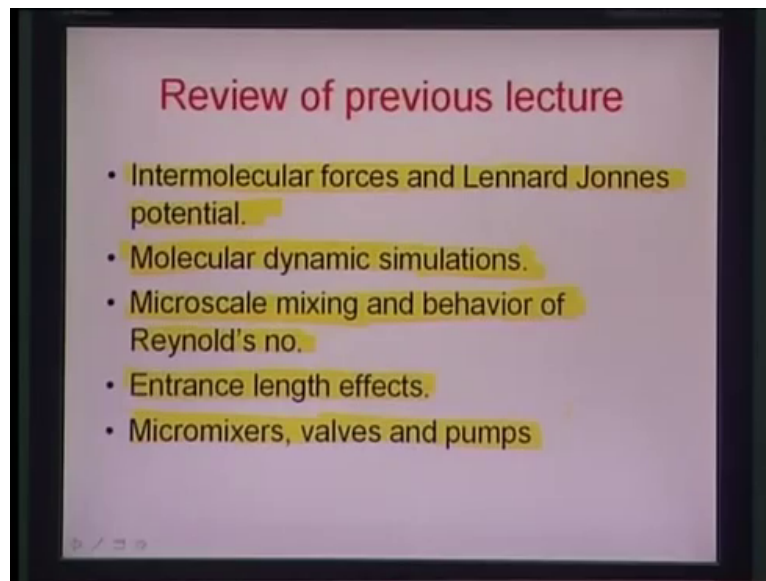 Review of previous lecture
• Intermolecular forces and Lennard Jonnes
potential.
• Molecular dynamic simulations.
• Microscale mixing and behavior of
Reynold's no.
• Entrance length effects.
• Micromixers, valves and pumps